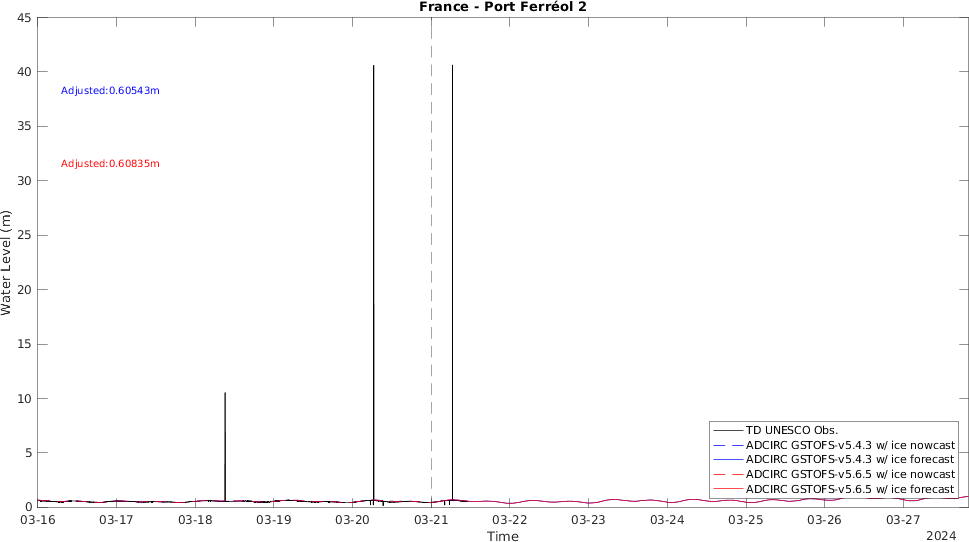 France - Port Ferréol 2
45
40
35
30
25
20
15
10
5
0
Water Level (m)
Adjusted:0.60543m
Adjusted:0.60835m
TD UNESCO Obs.
ADCIRC GSTOFS-v5.4.3 w/ ice nowcast
ADCIRC GSTOFS-v5.4.3 w/ ice forecast
ADCIRC GSTOFS-v5.6.5 w/ ice nowcast
ADCIRC GSTOFS-v5.6.5 w/ ice forecast
03-16 03-17 03-18 03-19 03-20 03-21 03-22 03-23 03-24 03-25 03-26 03-27
Time
2024